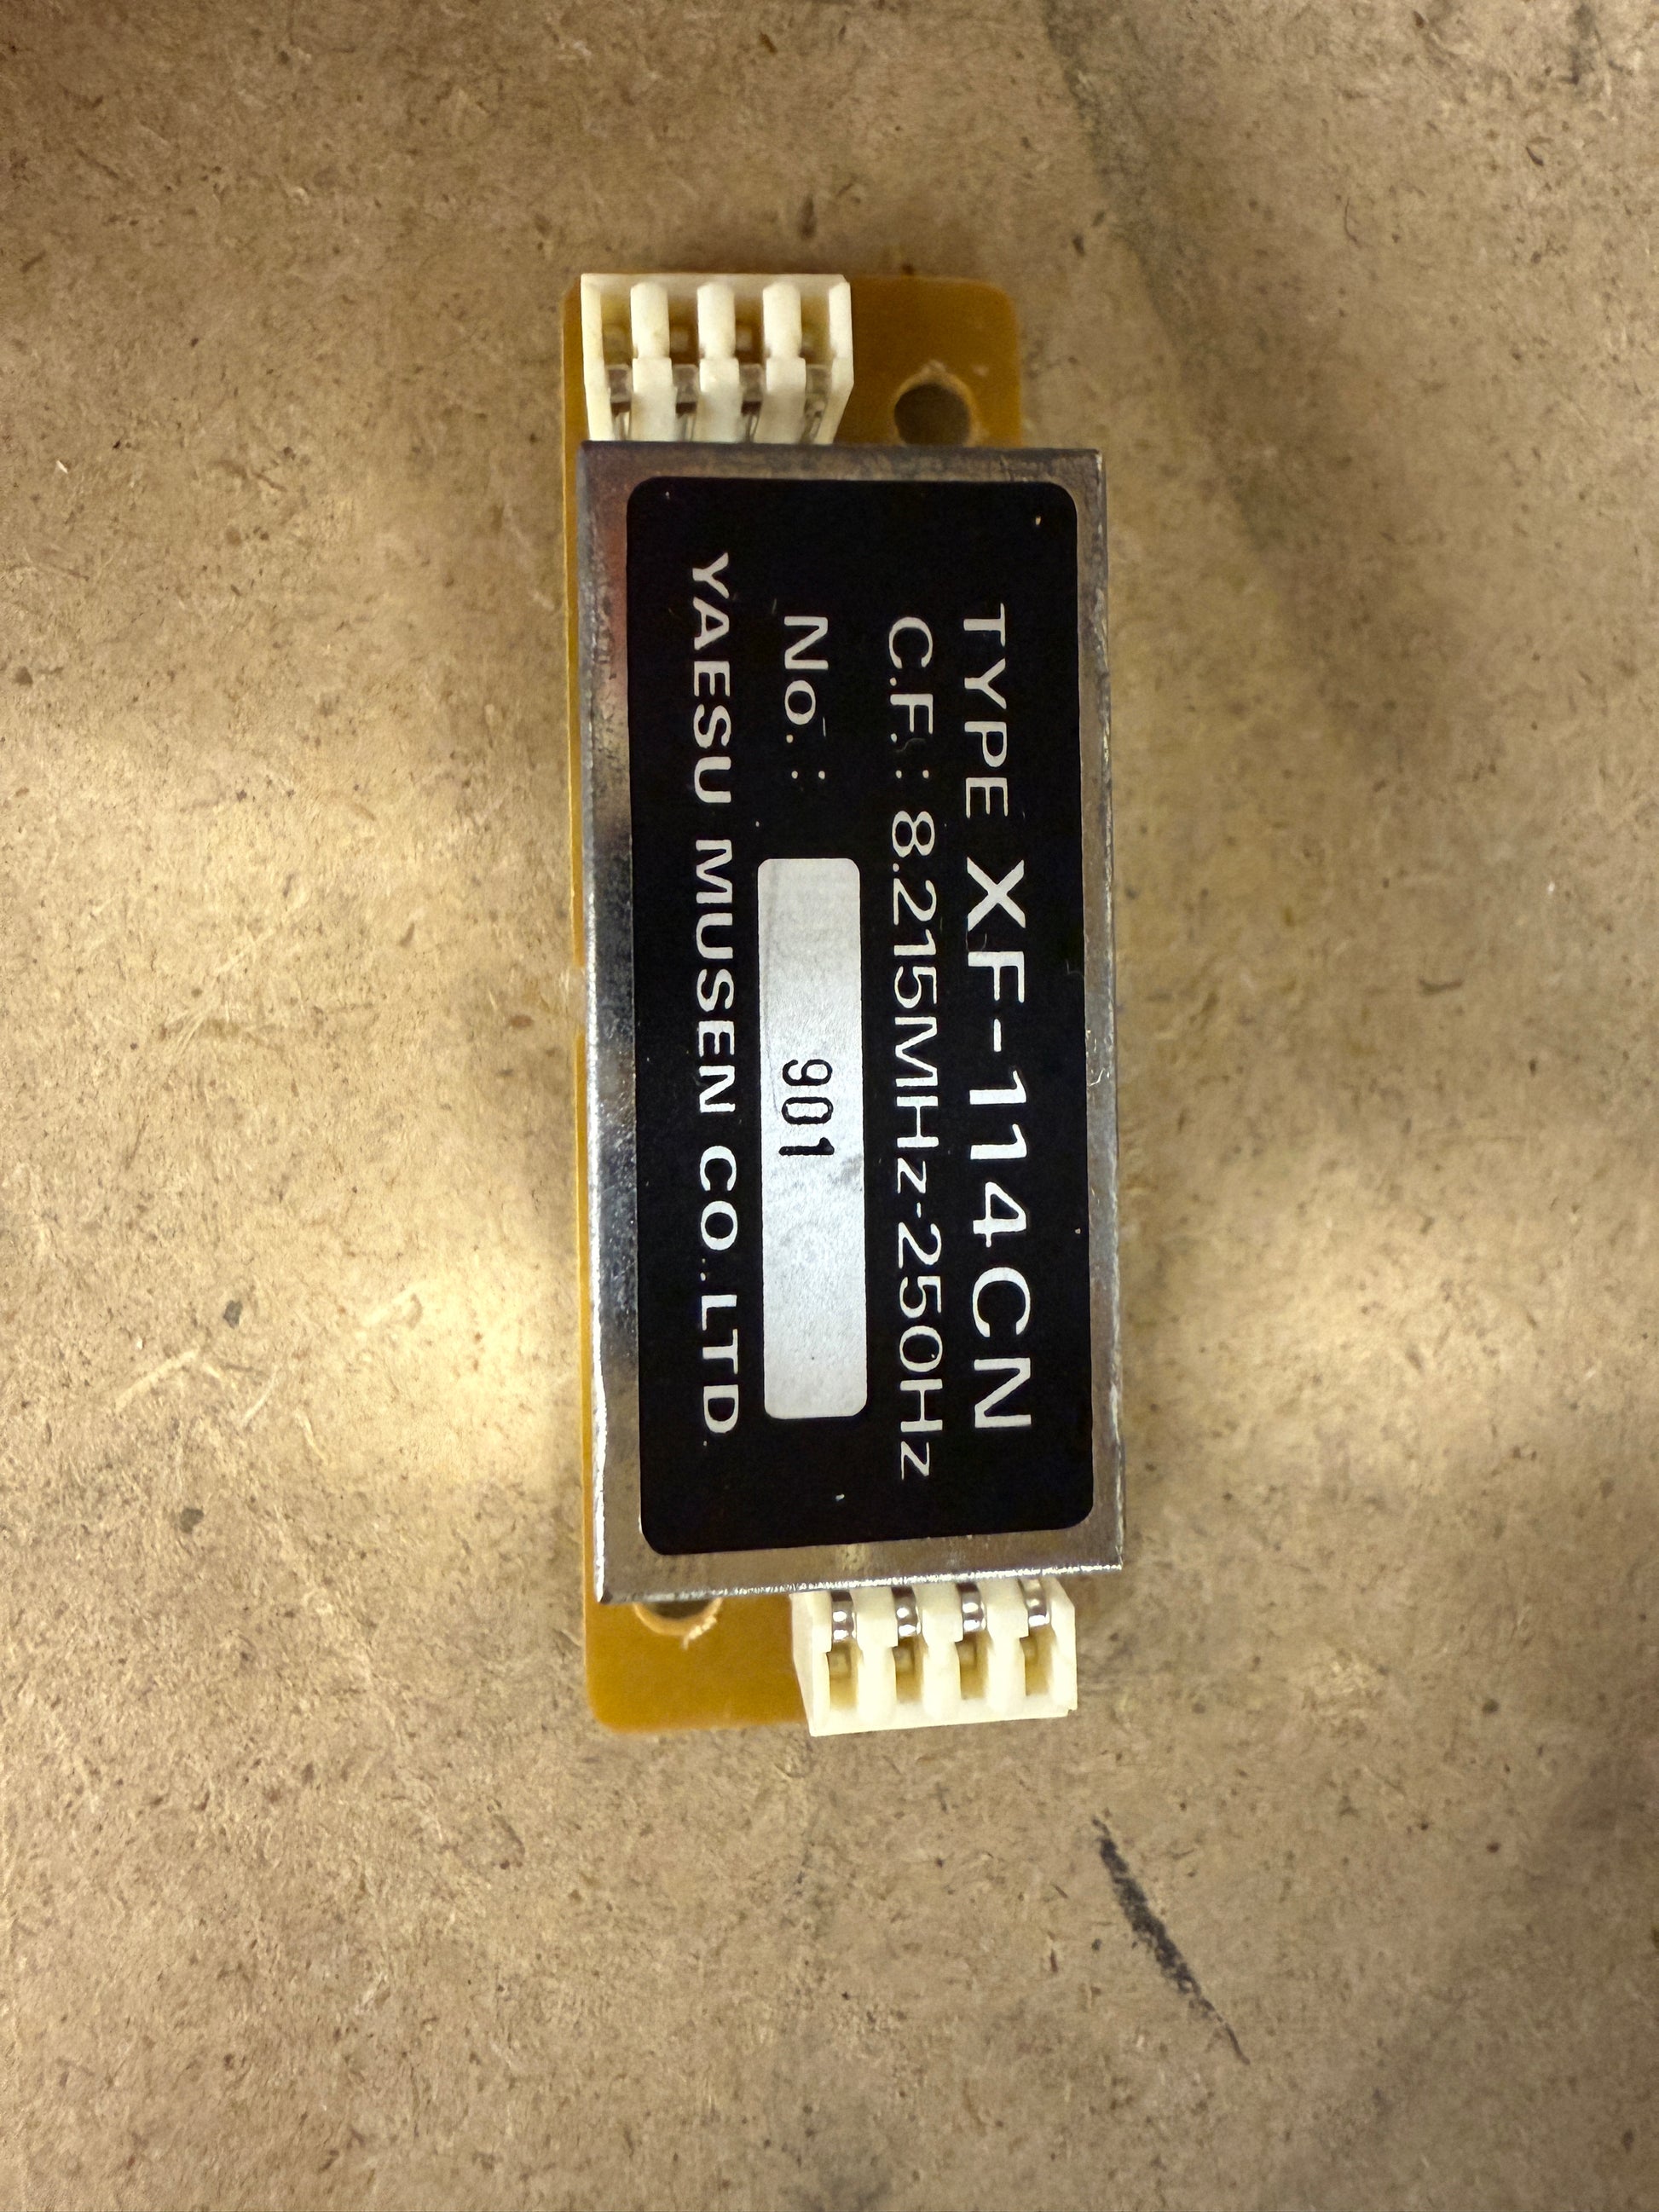 TYPE XF-114CN
C.F.: 8.215MHz-250Hz
No. : 901
YAESU MUSEN CO.,LTD.